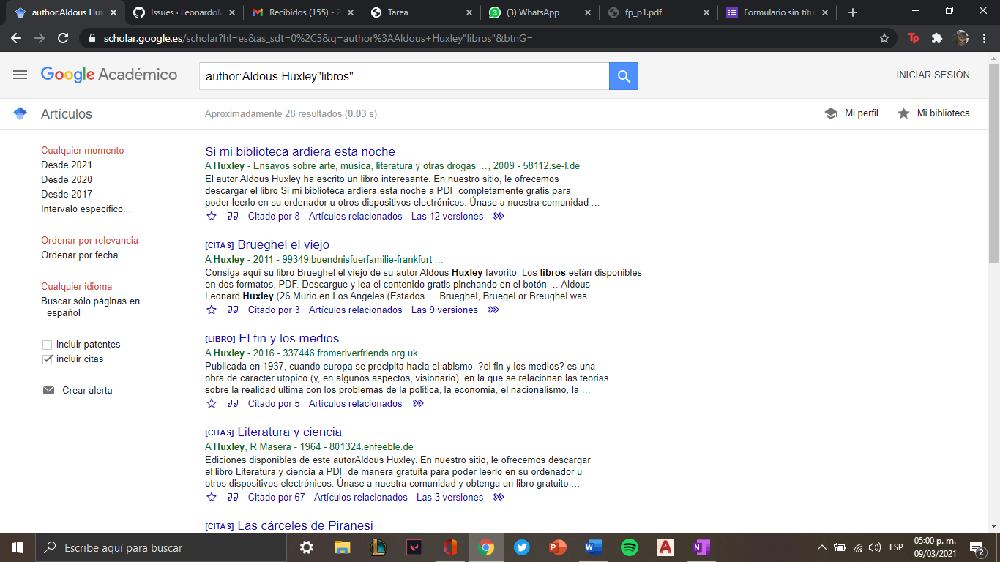 author:Aldous Hux
Issues · LeonardoM
Recibidos (155) - 2
Tarea
(3) WhatsApp
fp_p1.pdf
Formulario sin títu
scholar.google.es/scholar?hl=es&as_sdt=0%2C5&q=author%3AAldous+Huxley"libros"&btnG=
Google Académico
author:Aldous Huxley"libros"
INICIAR SESIÓN
Artículos
Aproximadamente 28 resultados (0.03 s)
Mi perfil
Mi biblioteca
Cualquier momento
Desde 2021
Desde 2020
Desde 2017
Intervalo específico...
Ordenar por relevancia
Ordenar por fecha
Cualquier idioma
Buscar sólo páginas en
español
incluir patentes
incluir citas
Crear alerta
Si mi biblioteca ardiera esta noche
A Huxley - Ensayos sobre arte, música, literatura y otras drogas …, 2009 - 58112.se-l.de
El autor Aldous Huxley ha escrito un libro interesante. En nuestro sitio, le ofrecemos
descargar el libro Si mi biblioteca ardiera esta noche a PDF completamente gratis para
poder leerlo en su ordenador u otros dispositivos electrónicos. Únase a nuestra comunidad …
Citado por 8 Artículos relacionados Las 12 versiones
[CITAS] Brueghel el viejo
A Huxley - 2011 - 99349.buendnisfuerfamilie-frankfurt …
Consiga aquí su libro Brueghel el viejo de su autor Aldous Huxley favorito. Los libros están disponibles
en dos formatos, PDF. Descargue y lea el contenido gratis pinchando en el botón … Aldous
Leonard Huxley (26 Murio en Los Angeles (Estados … Brueghel, Bruegel or Breughel was …
Citado por 3 Artículos relacionados Las 9 versiones
[LIBRO] El fin y los medios
A Huxley - 2016 - 337446.fromeriverfriends.org.uk
Publicada en 1937, cuando europa se precipita hacia el abismo, ?el fin y los medios? es una
obra de caracter utopico (y, en algunos aspectos, visionario), en la que se relacionan las teorias
sobre la realidad ultima con los problemas de la politica, la economia, el nacionalismo, la …
Citado por 5 Artículos relacionados
[CITAS] Literatura y ciencia
A Huxley, R Masera - 1964 - 801324.enfeeble.de
Ediciones disponibles de este autorAldous Huxley. En nuestro sitio, le ofrecemos descargar
el libro Literatura y ciencia a PDF de manera gratuita para poder leerlo en su ordenador u
otros dispositivos electrónicos. Únase a nuestra comunidad y obtenga un libro gratuito …
Citado por 67 Artículos relacionados Las 3 versiones
[CITAS] Las cárceles de Piranesi
Escribe aquí para buscar
ESP
05:00 p. m.
09/03/2021
2